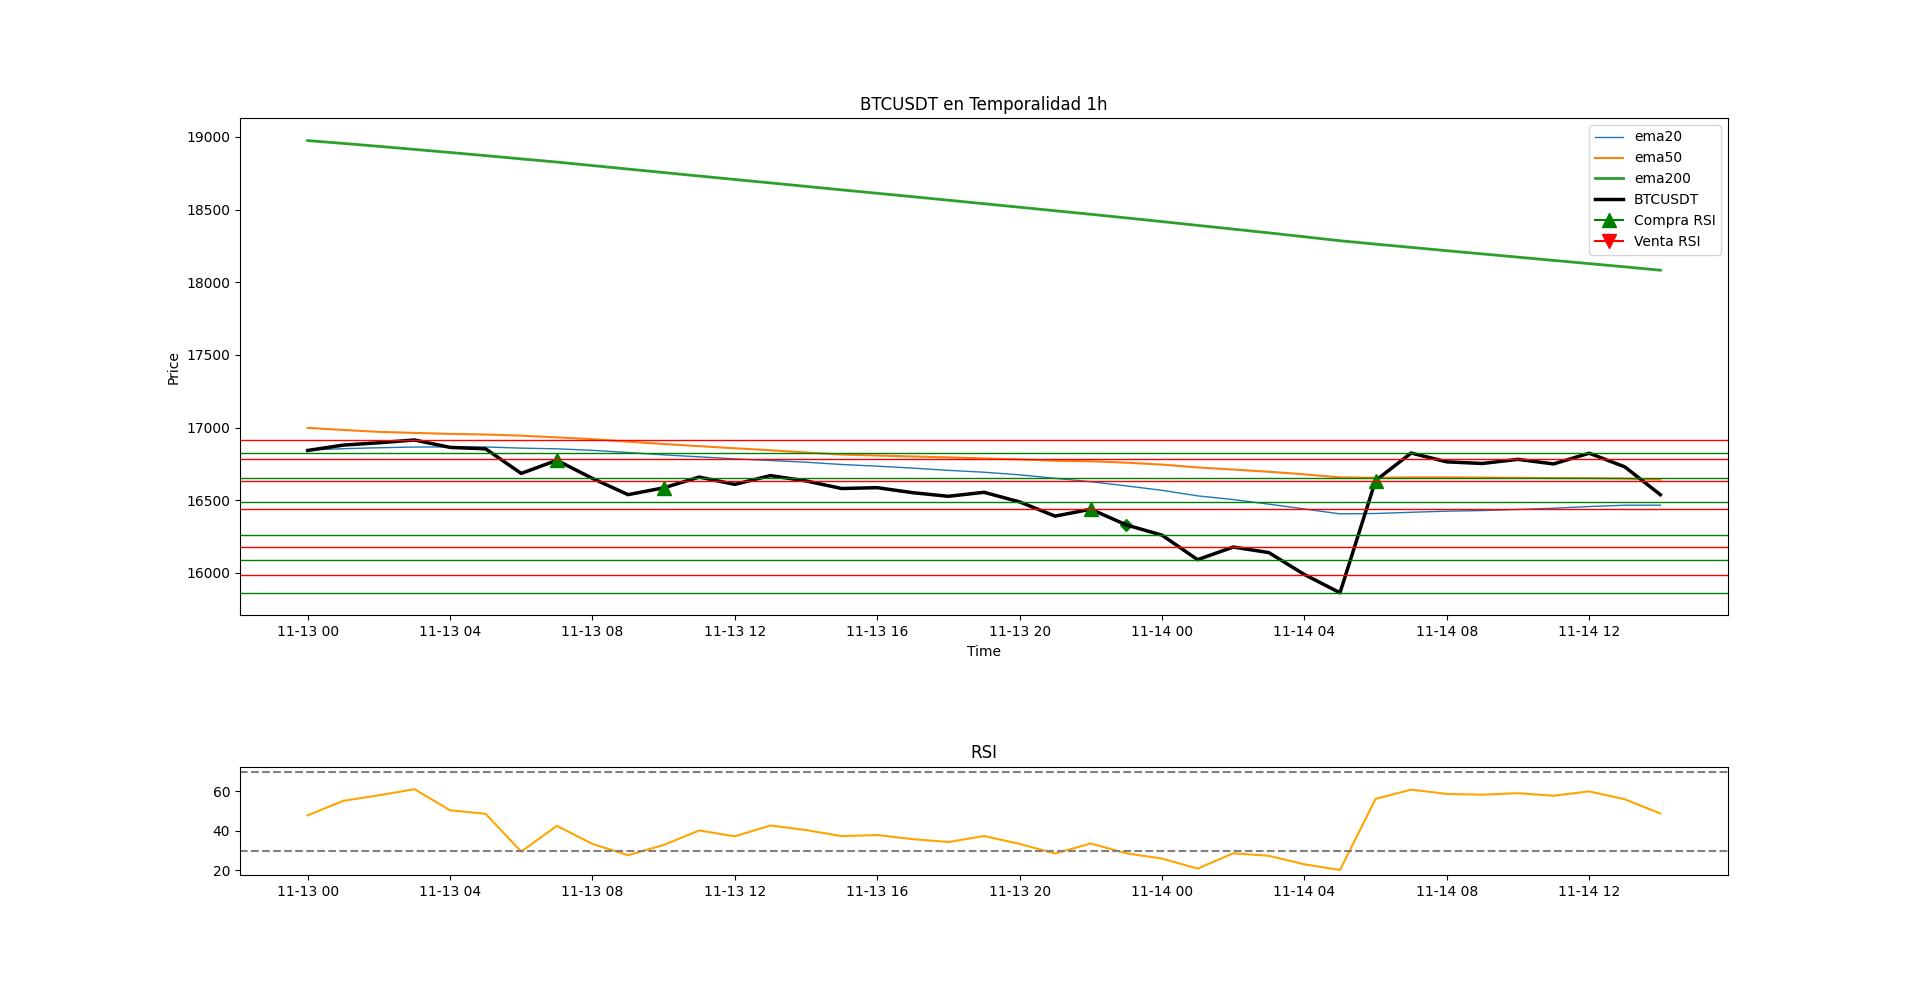 BTCUSDT en Temporalidad 1h
19000
18500
18000
17500
17000
16500
16000
Price
ema20
ema50
ema200
BTCUSDT
Compra RSI
Venta RSI
11-13 00 11-13 04 11-13 08 11-13 12 11-13 16 11-13 20 11-14 00 11-14 04 11-14 08 11-14 12
Time
RSI
60
40
20
11-13 00 11-13 04 11-13 08 11-13 12 11-13 16 11-13 20 11-14 00 11-14 04 11-14 08 11-14 12